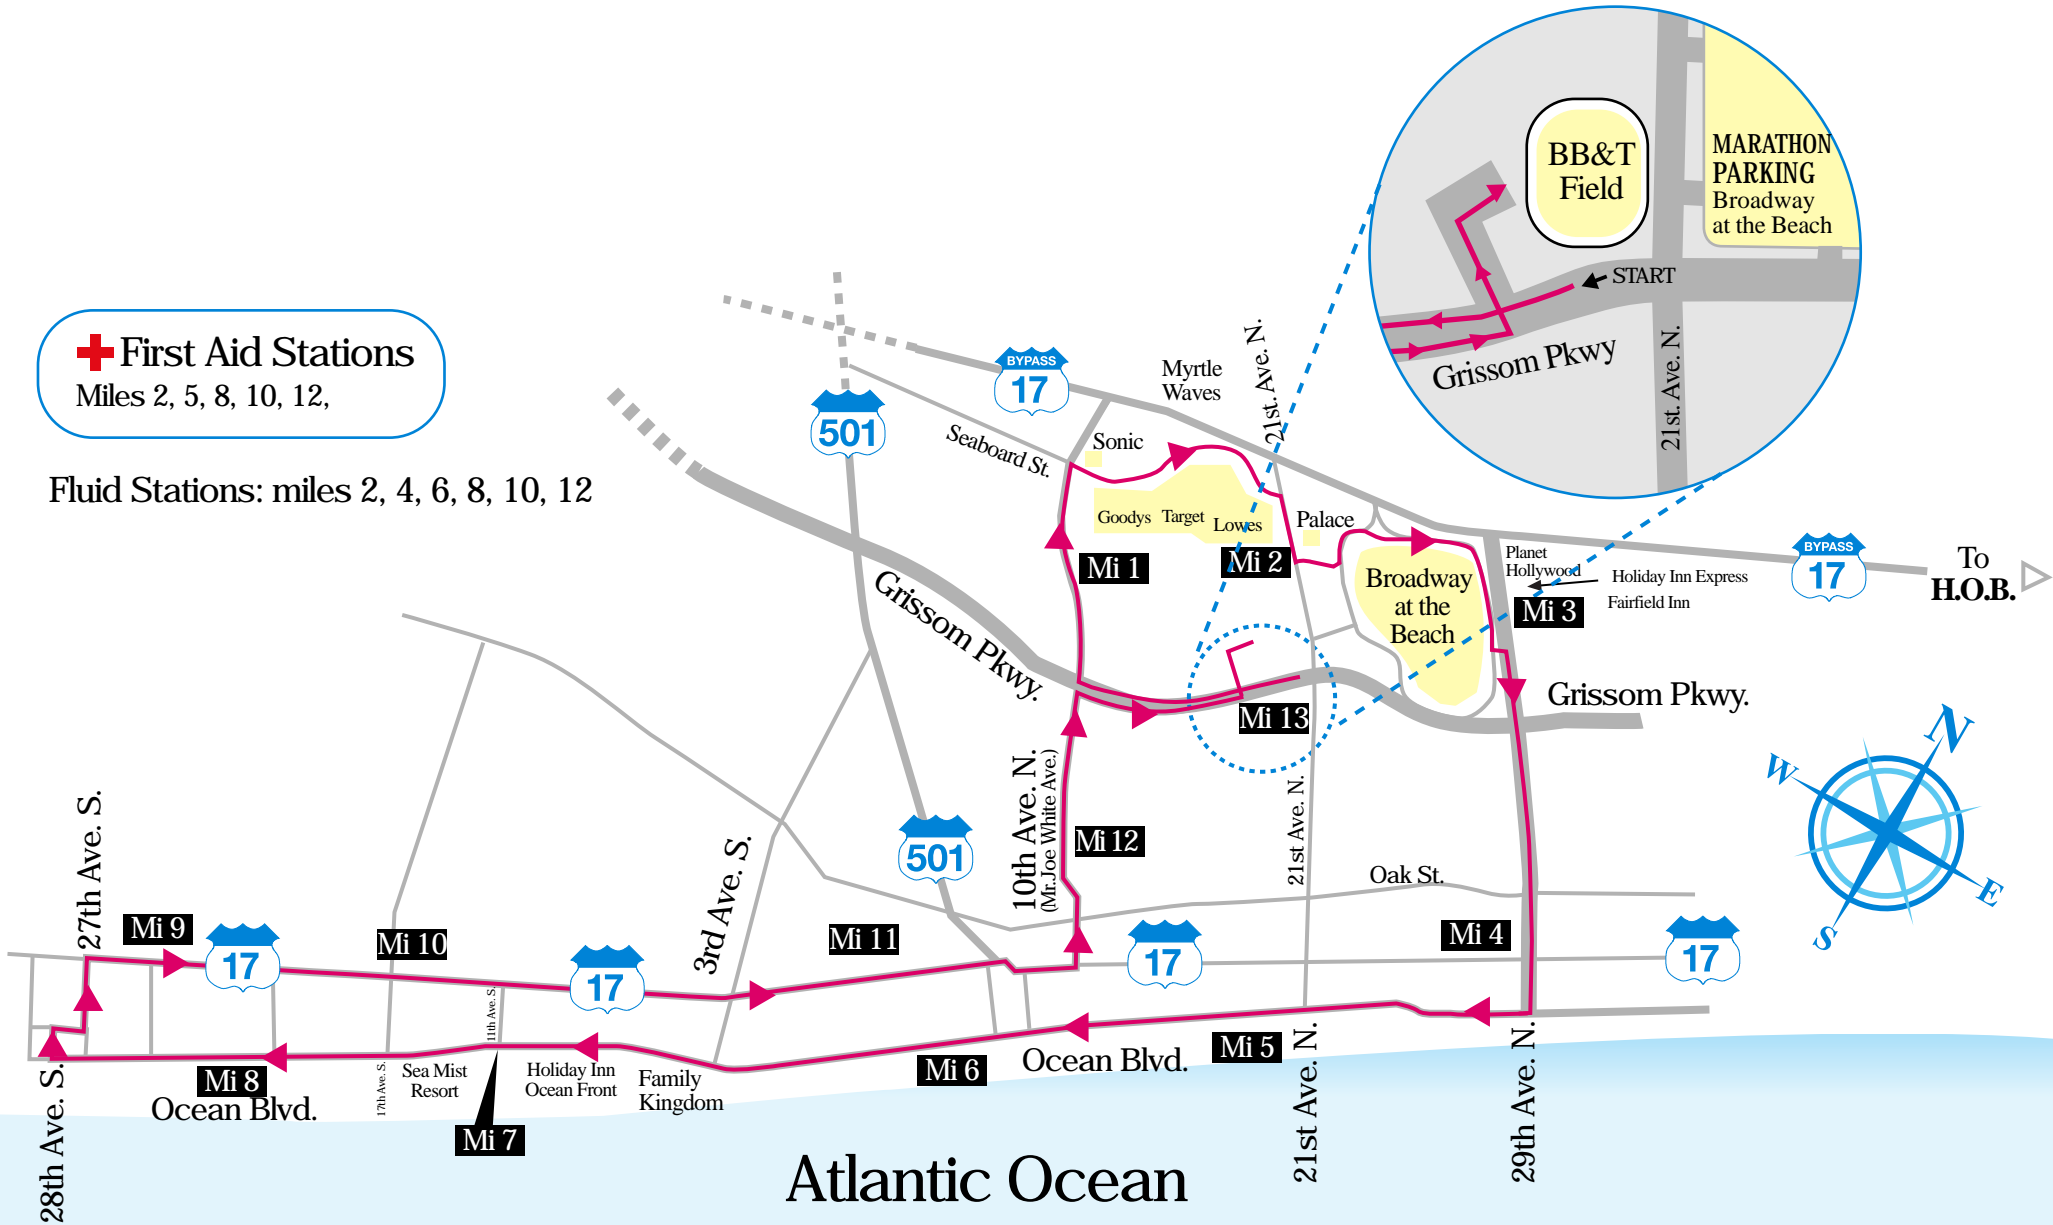 BB&T
Field
MARATHON
PARKING
Broadway
at the Beach
START
Grissom Pkwy
21st. Ave. N.
First Aid Stations
Miles 2, 5, 8, 10, 12,
Fluid Stations: miles 2, 4, 6, 8, 10, 12
BYPASS
17
501
Myrtle
Waves
21st. Ave. N.
Seaboard St.
Sonic
Goodys
Target
Lowes
Palace
Mi 1
Mi 2
Broadway
at the
Beach
Planet
Hollywood
Holiday Inn Express
Fairfield Inn
Mi 3
BYPASS
17
To
H.O.B.
Grissom Pkwy.
Grissom Pkwy.
Mi 13
N
W
E
S
10th Ave. N.
(Mr. Joe White Ave.)
Mi 12
21st Ave. N.
Oak St.
501
27th Ave. S.
3rd Ave. S.
Mi 9
17
Mi 10
17
Mi 11
17
Mi 4
17
11th Ave. S.
17th Ave. S.
28th Ave. S.
Mi 8
Ocean Blvd.
Sea Mist
Resort
Mi 7
Holiday Inn
Ocean Front
Family
Kingdom
Mi 6
Ocean Blvd.
Mi 5
21st Ave. N.
29th Ave. N.
Atlantic Ocean